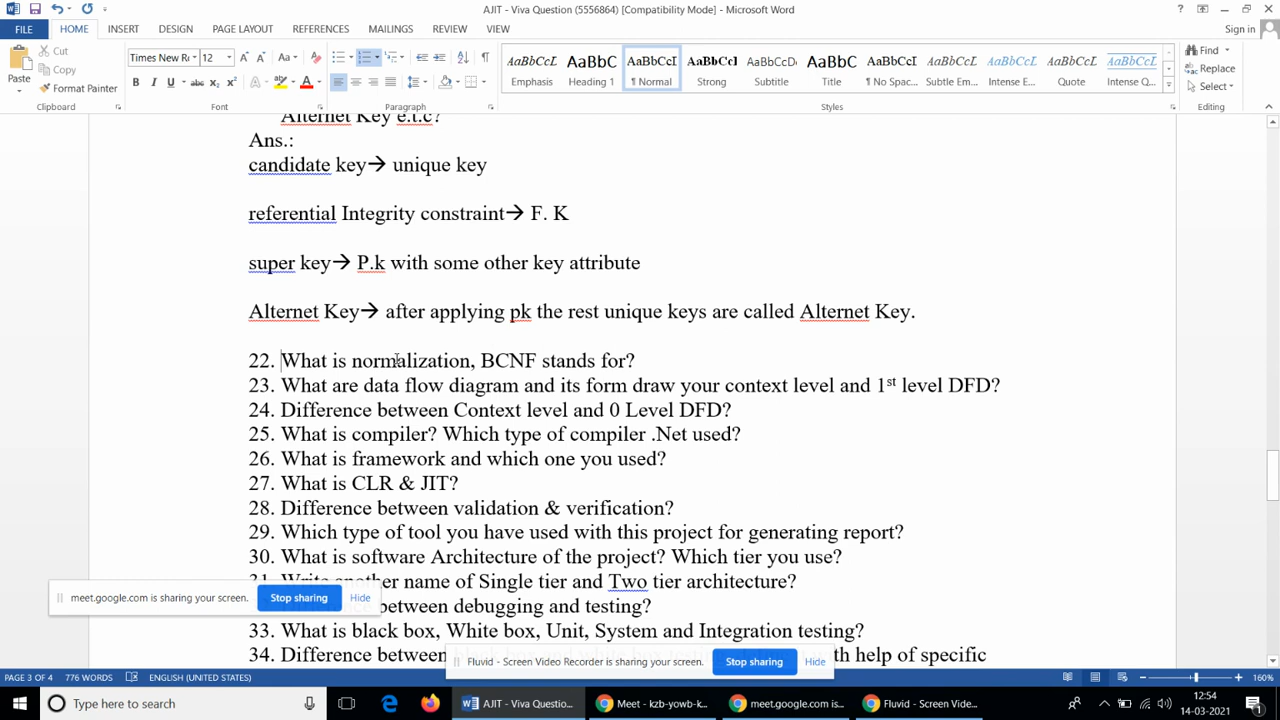 AJIT - Viva Question (5556864) [Compatibility Mode] - Microsoft Word
FILE HOME INSERT DESIGN PAGE LAYOUT REFERENCES MAILINGS REVIEW VIEW
Sign in
Paste
Cut
Copy
Format Painter
Clipboard
Times New Ro 12
Font
Paragraph
AaBbCcL AaBbC AaBbCcI AaBbCcI AaBbCcD AaBbC AaBbCcI AaBbCcL AaBbCcL AaBbCcI AaBbCcL
Emphasis Heading 1 ¶ Normal Strong Subtitle Title ¶ No Spac... Subtle Em... Intense E... Quote Intense Q...
Styles
Find
Replace
Select
Editing
Alternet Key e.t.c?
Ans.:
candidate key→ unique key
referential Integrity constraint→ F. K
super key→ P.k with some other key attribute
Alternet Key→ after applying pk the rest unique keys are called Alternet Key.
22. What is normalization, BCNF stands for?
23. What are data flow diagram and its form draw your context level and 1st level DFD?
24. Difference between Context level and 0 Level DFD?
25. What is compiler? Which type of compiler .Net used?
26. What is framework and which one you used?
27. What is CLR & JIT?
28. Difference between validation & verification?
29. Which type of tool you have used with this project for generating report?
30. What is software Architecture of the project? Which tier you use?
31. Write another name of Single tier and Two tier architecture?
between debugging and testing?
33. What is black box, White box, Unit, System and Integration testing?
34. Difference between help of specific
meet.google.com is sharing your screen. Stop sharing Hide
Fluvid - Screen Video Recorder is sharing your screen. Stop sharing Hide
PAGE 3 OF 4 776 WORDS ENGLISH (UNITED STATES) 160%
Type here to search
AJIT - Viva Questio...
Meet - kzb-yowb-k...
meet.google.com is...
Fluvid - Screen Vide...
12:54
14-03-2021